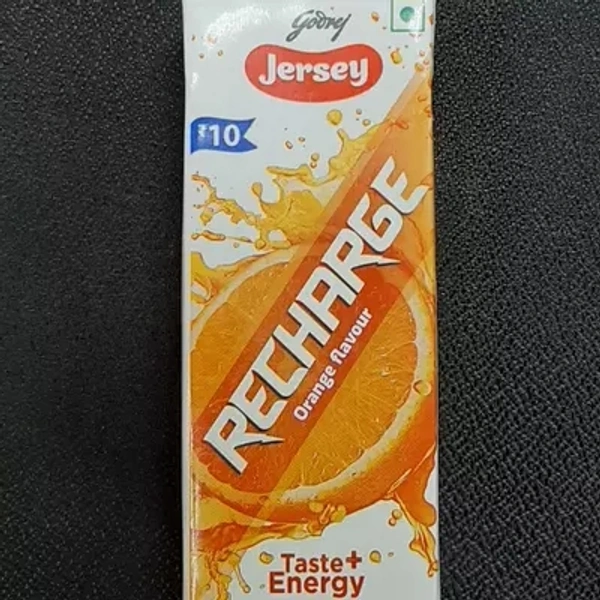 Godrej
Jersey
₹10
RECHARGE
Orange flavour
Taste+
Energy